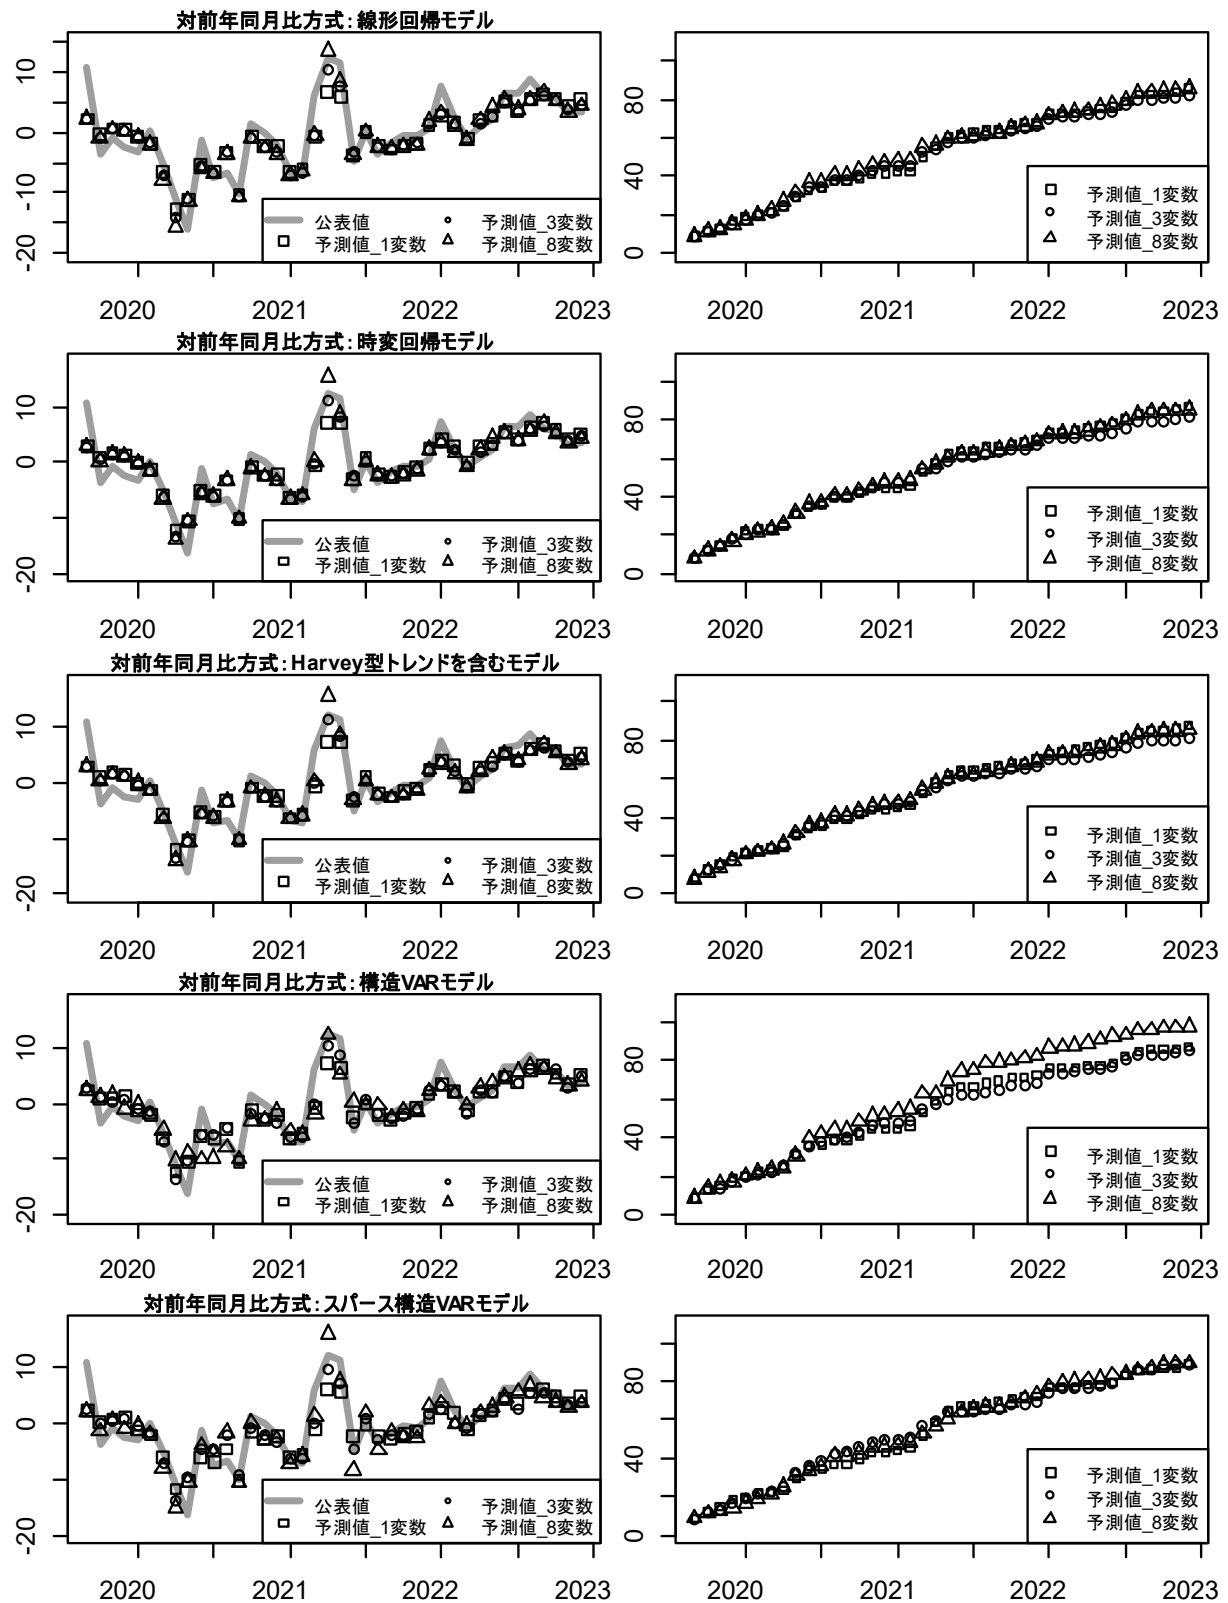 対前年同月比方式：線形回帰モデル
10
0
-10
-20
公表値
予測値_1変数
予測値_3変数
予測値_8変数
2020
2021
2022
2023
80
40
0
予測値_1変数
予測値_3変数
予測値_8変数
2020
2021
2022
2023
対前年同月比方式：時変回帰モデル
10
0
-20
公表値
予測値_1変数
予測値_3変数
予測値_8変数
2020
2021
2022
2023
80
40
0
予測値_1変数
予測値_3変数
予測値_8変数
2020
2021
2022
2023
対前年同月比方式：Harvey型トレンドを含むモデル
10
0
-20
公表値
予測値_1変数
予測値_3変数
予測値_8変数
2020
2021
2022
2023
80
40
0
予測値_1変数
予測値_3変数
予測値_8変数
2020
2021
2022
2023
対前年同月比方式：構造VARモデル
10
0
-20
公表値
予測値_1変数
予測値_3変数
予測値_8変数
2020
2021
2022
2023
80
40
0
予測値_1変数
予測値_3変数
予測値_8変数
2020
2021
2022
2023
対前年同月比方式：スパース構造VARモデル
10
0
-20
公表値
予測値_1変数
予測値_3変数
予測値_8変数
2020
2021
2022
2023
80
40
0
予測値_1変数
予測値_3変数
予測値_8変数
2020
2021
2022
2023